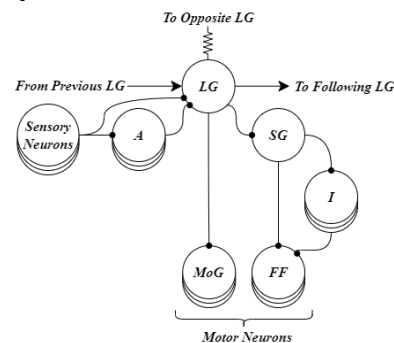 To Opposite LG
From Previous LG
LG
To Following LG
Sensory
Neurons
A
SG
I
MoG
FF
Motor Neurons